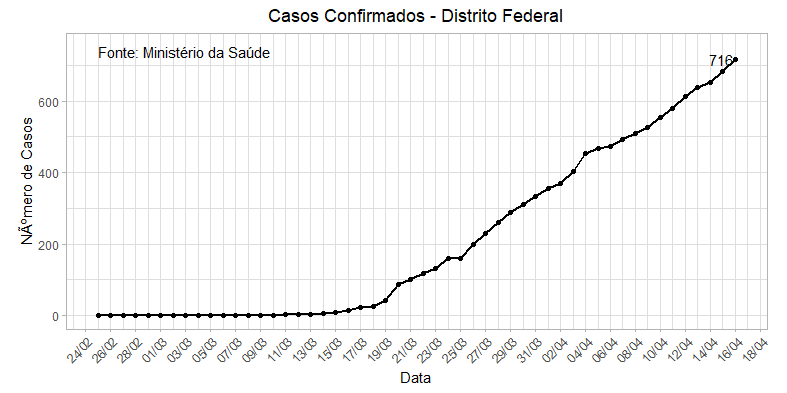 Casos Confirmados - Distrito Federal
Fonte: Ministério da Saúde
716
NÃºmero de Casos
600
400
200
0
24/02 26/02 28/02 01/03 03/03 05/03 07/03 09/03 11/03 13/03 15/03 17/03 19/03 21/03 23/03 25/03 27/03 29/03 31/03 02/04 04/04 06/04 08/04 10/04 12/04 14/04 16/04 18/04
Data